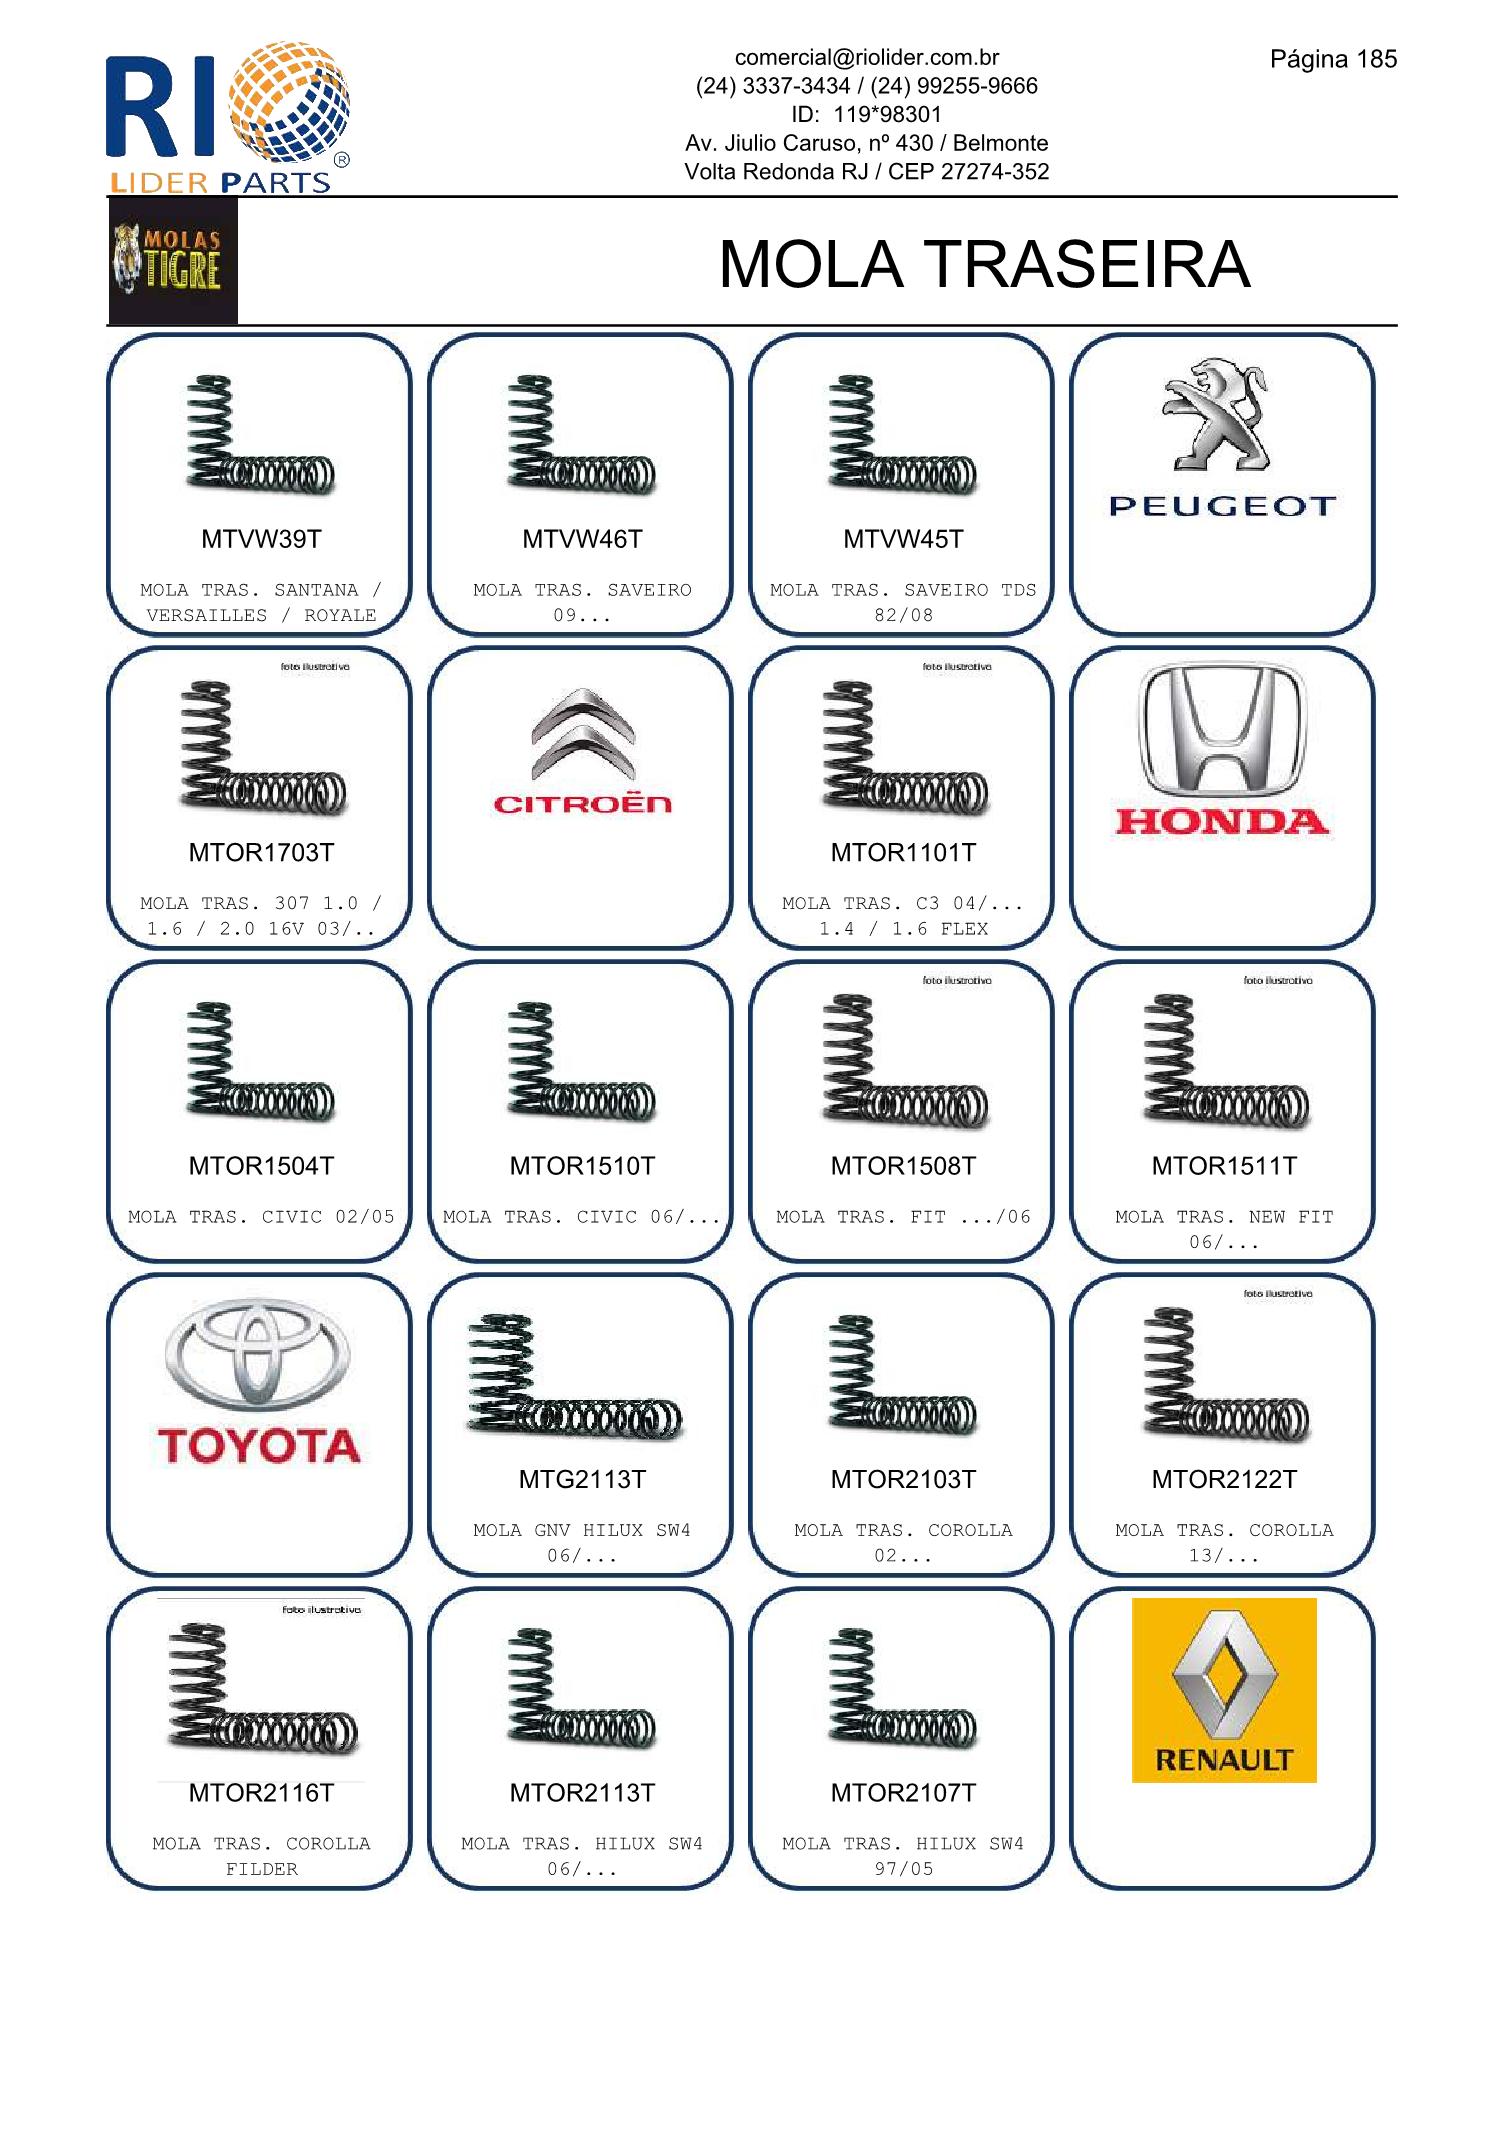 RIO
®
LIDER PARTS
comercial@riolider.com.br
(24) 3337-3434 / (24) 99255-9666
ID: 119*98301
Av. Jiulio Caruso, nº 430 / Belmonte
Volta Redonda RJ / CEP 27274-352
Página 185
MOLAS
TIGRE
MOLA TRASEIRA
MTVW39T
MOLA TRAS. SANTANA /
VERSAILLES / ROYALE
MTVW46T
MOLA TRAS. SAVEIRO
09...
MTVW45T
MOLA TRAS. SAVEIRO TDS
82/08
PEUGEOT
foto ilustrativa
MTOR1703T
MOLA TRAS. 307 1.0 /
1.6 / 2.0 16V 03/..
CITROËN
foto ilustrativa
MTOR1101T
MOLA TRAS. C3 04/...
1.4 / 1.6 FLEX
HONDA
MTOR1504T
MOLA TRAS. CIVIC 02/05
MTOR1510T
MOLA TRAS. CIVIC 06/...
foto ilustrativa
MTOR1508T
MOLA TRAS. FIT .../06
foto ilustrativa
MTOR1511T
MOLA TRAS. NEW FIT
06/...
TOYOTA
MTG2113T
MOLA GNV HILUX SW4
06/...
MTOR2103T
MOLA TRAS. COROLLA
02...
foto ilustrativa
MTOR2122T
MOLA TRAS. COROLLA
13/...
foto ilustrativa
MTOR2116T
MOLA TRAS. COROLLA
FILDER
MTOR2113T
MOLA TRAS. HILUX SW4
06/...
MTOR2107T
MOLA TRAS. HILUX SW4
97/05
RENAULT